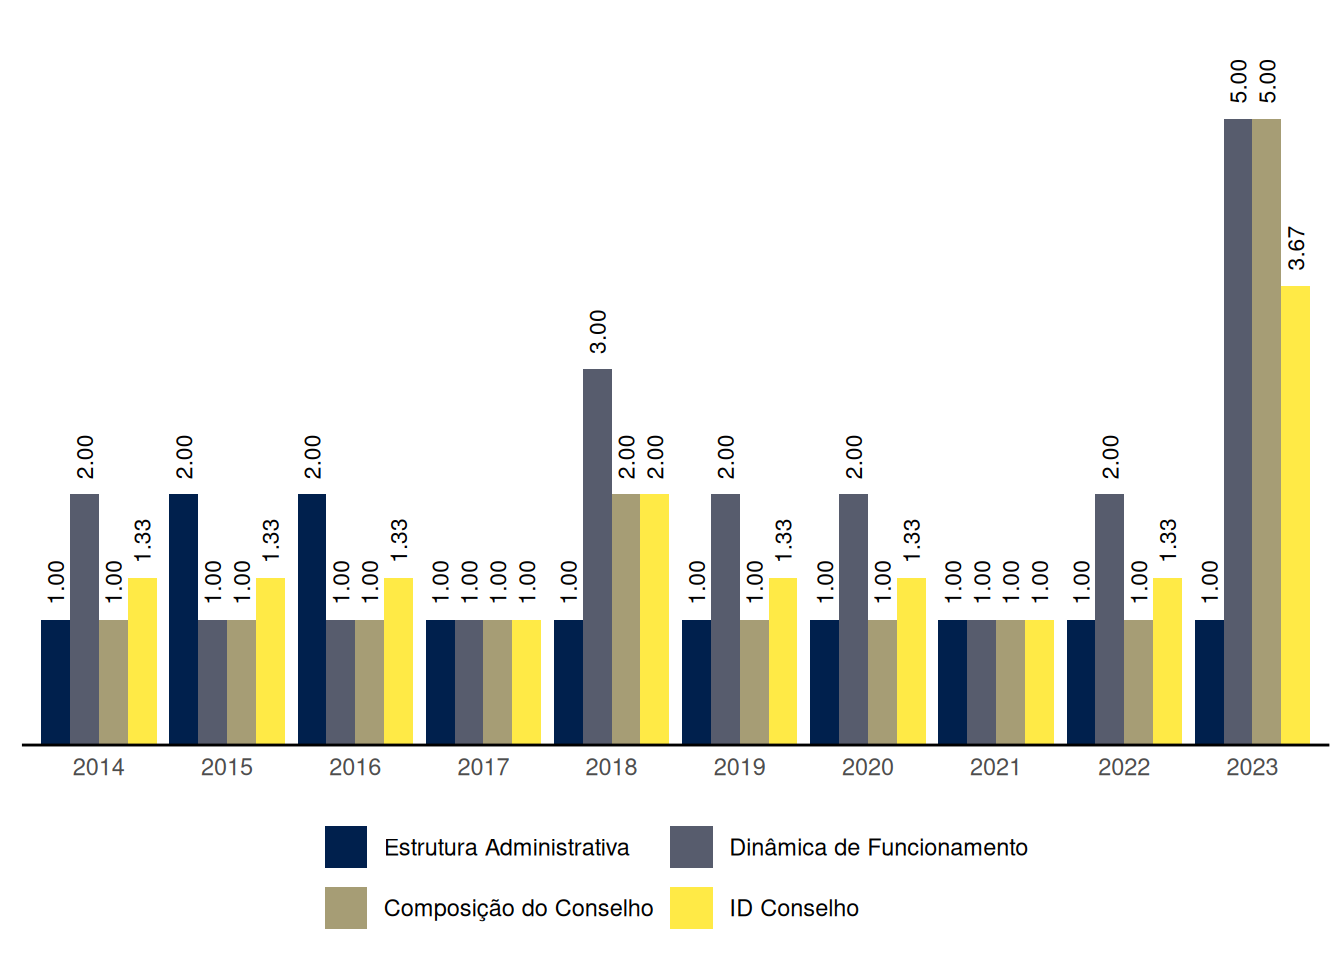 5.00 5.00
3.67
3.00
2.00 2.00 2.00 2.00 2.00 2.00 2.00 2.00
1.33 1.33 1.33 1.33 1.33 1.33
1.00 1.00 1.00 1.00 1.00 1.00 1.00 1.00 1.00 1.00 1.00 1.00 1.00 1.00 1.00 1.00 1.00 1.00 1.00 1.00 1.00 1.00
2014 2015 2016 2017 2018 2019 2020 2021 2022 2023
Estrutura Administrativa Dinâmica de Funcionamento
Composição do Conselho ID Conselho